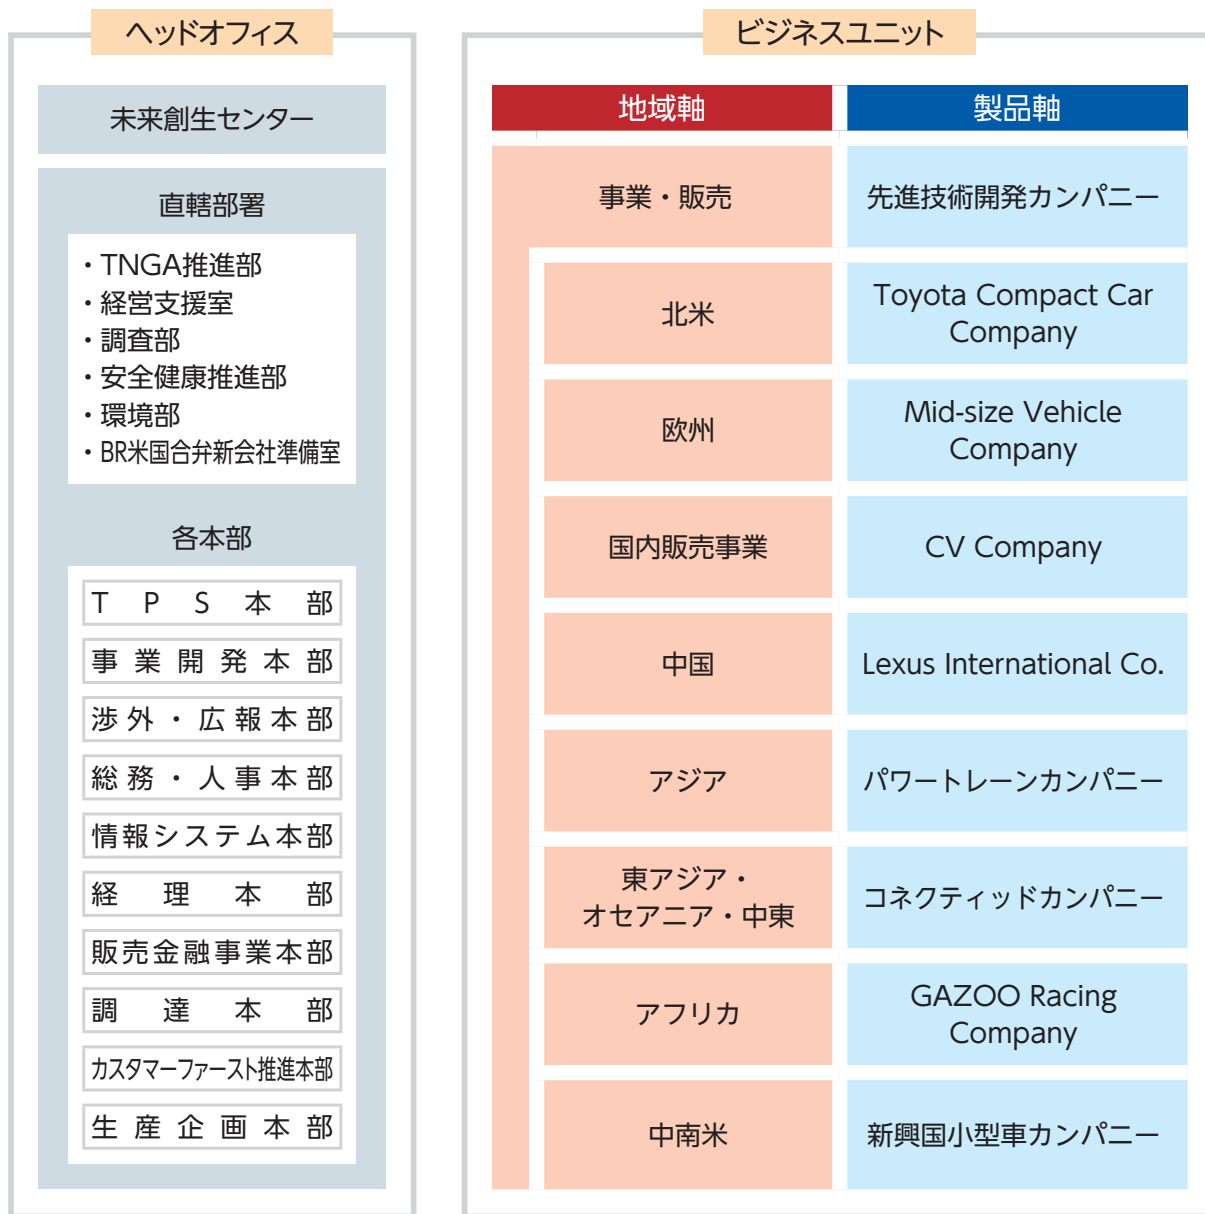 ヘッドオフィス
未来創生センター
直轄部署
・TNGA推進部
・経営支援室
・調査部
・安全健康推進部
・環境部
・BR米国合弁新会社準備室
各本部
TPS本部
事業開発本部
渉外・広報本部
総務・人事本部
情報システム本部
経理本部
販売金融事業本部
調達本部
カスタマーファースト推進本部
生産企画本部
ビジネスユニット
地域軸
事業・販売
北米
欧州
国内販売事業
中国
アジア
東アジア・
オセアニア・中東
アフリカ
中南米
製品軸
先進技術開発カンパニー
Toyota Compact Car
Company
Mid-size Vehicle
Company
CV Company
Lexus International Co.
パワートレーンカンパニー
コネクティッドカンパニー
GAZOO Racing
Company
新興国小型車カンパニー